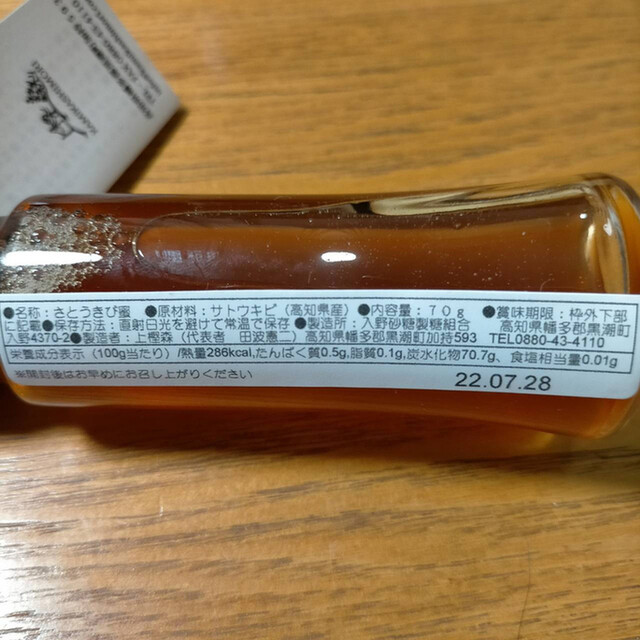 ●名称：さとうきび蜜 ●原材料：サトウキビ（高知県産）●内容量：７０ｇ ●賞味期限：枠外下部
に記載●保存方法：直射日光を避けて常温で保存 ●製造所：入野砂糖製糖組合 高知県幡多郡黒潮町
入野4370-2●製造者：上樫森（代表者 田波憲二）高知県幡多郡黒潮町加持593 TEL0880-43-4110
栄養成分表示（100g当たり）/熱量286kcal,たんぱく質0.5g,脂質0.1g,炭水化物70.7g、食塩相当量0.01g
※開封後はお早めにお召し上がりください
22.07.28